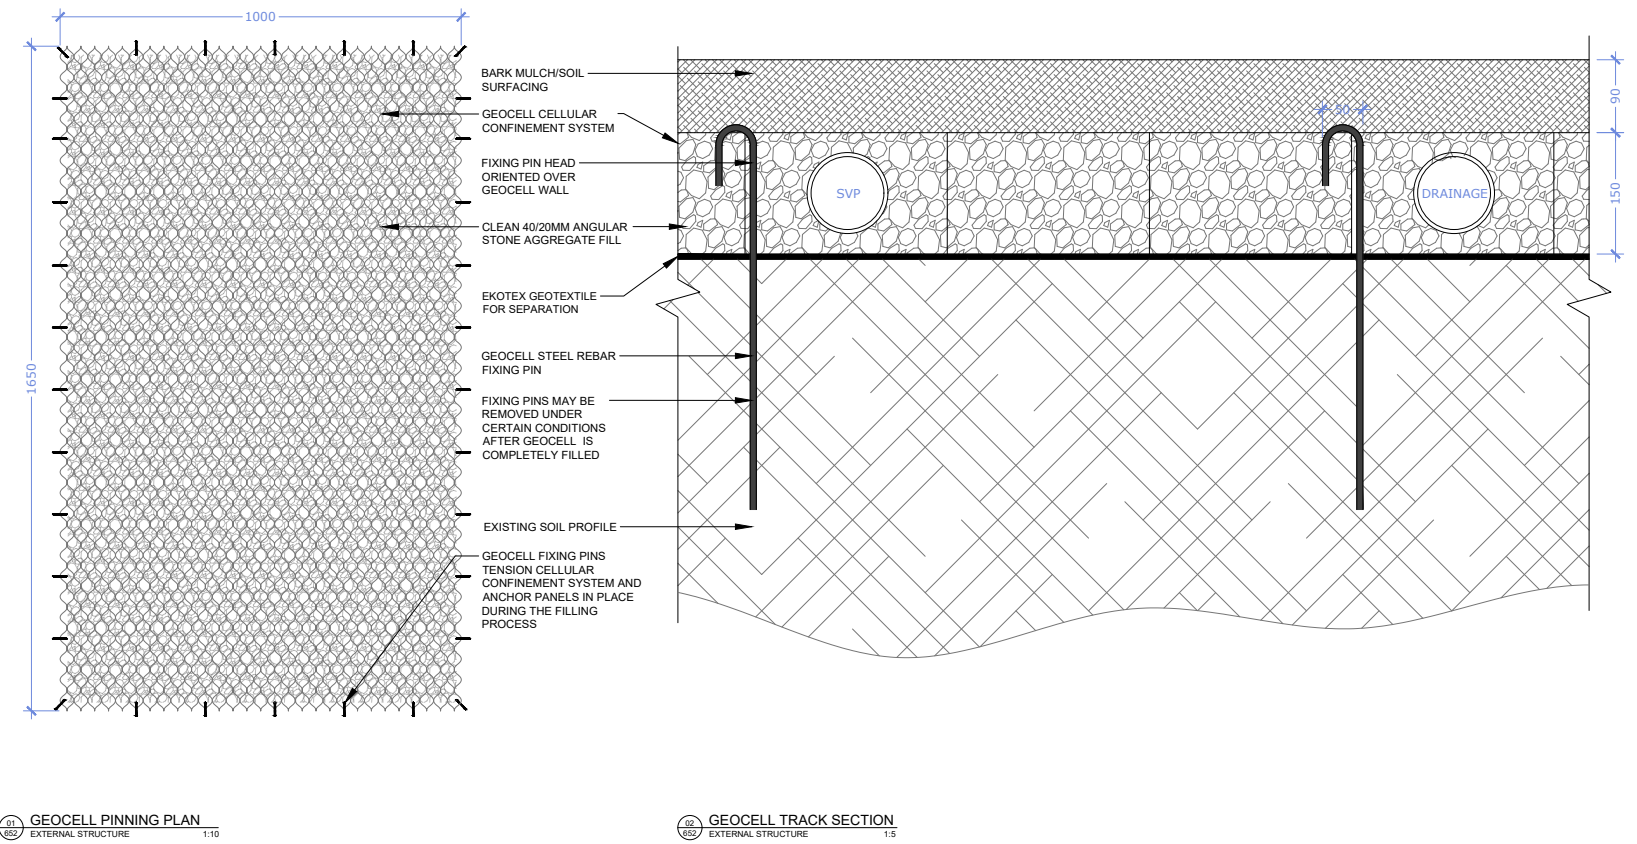 1000
1650
BARK MULCH/SOIL
SURFACING
GEOCELL CELLULAR
CONFINEMENT SYSTEM
FIXING PIN HEAD
ORIENTED OVER
GEOCELL WALL
CLEAN 40/20MM ANGULAR
STONE AGGREGATE FILL
EKOTEX GEOTEXTILE
FOR SEPARATION
GEOCELL STEEL REBAR
FIXING PIN
FIXING PINS MAY BE
REMOVED UNDER
CERTAIN CONDITIONS
AFTER GEOCELL IS
COMPLETELY FILLED
EXISTING SOIL PROFILE
GEOCELL FIXING PINS
TENSION CELLULAR
CONFINEMENT SYSTEM AND
ANCHOR PANELS IN PLACE
DURING THE FILLING
PROCESS
50
90
150
SVP
DRAINAGE
01
652
GEOCELL PINNING PLAN
EXTERNAL STRUCTURE 1:10
02
652
GEOCELL TRACK SECTION
EXTERNAL STRUCTURE 1:5